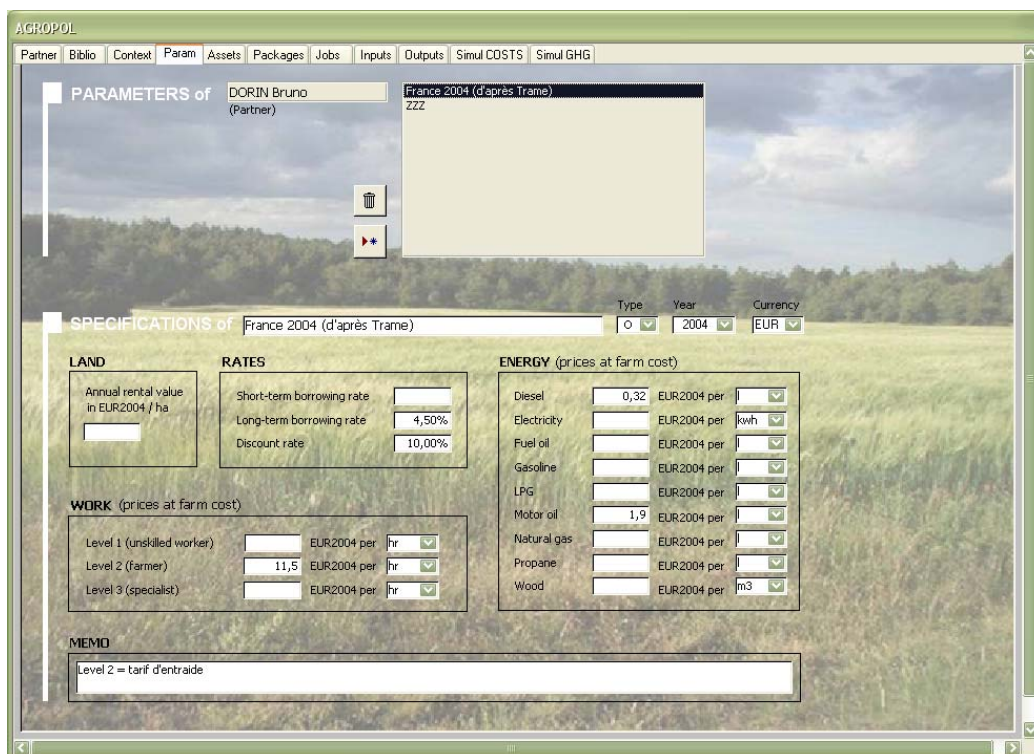 AGROPOL
Partner Biblio Context Param Assets Packages Jobs Inputs Outputs Simul COSTS Simul GHG
PARAMETERS of DORIN Bruno
(Partner)
France 2004 (d'après Trame)
ZZZ
Type Year Currency
SPECIFICATIONS of France 2004 (d'après Trame) O 2004 EUR
LAND
Annual rental value
in EUR2004 / ha
RATES
Short-term borrowing rate
Long-term borrowing rate 4,50%
Discount rate 10,00%
ENERGY (prices at farm cost)
Diesel 0,32 EUR2004 per l
Electricity EUR2004 per kwh
Fuel oil EUR2004 per l
Gasoline EUR2004 per l
LPG EUR2004 per l
Motor oil 1,9 EUR2004 per l
Natural gas EUR2004 per l
Propane EUR2004 per l
Wood EUR2004 per m3
WORK (prices at farm cost)
Level 1 (unskilled worker) EUR2004 per hr
Level 2 (farmer) 11,5 EUR2004 per hr
Level 3 (specialist) EUR2004 per hr
MEMO
Level 2 = tarif d'entraide